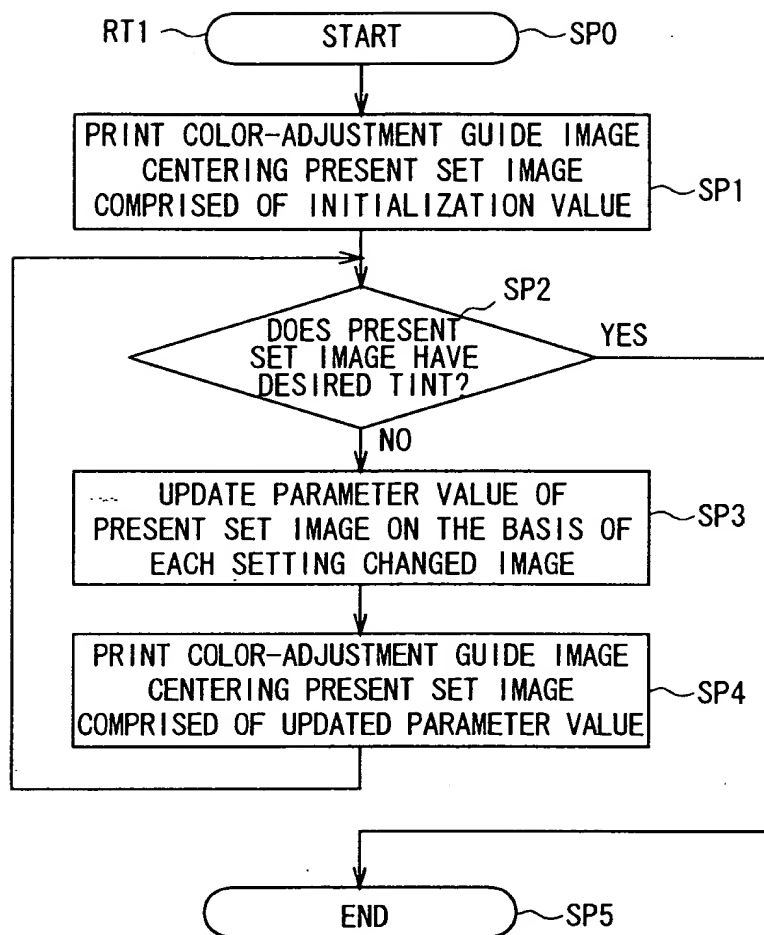 RT1 START SP0
PRINT COLOR-ADJUSTMENT GUIDE IMAGE
CENTERING PRESENT SET IMAGE
COMPRISED OF INITIALIZATION VALUE
SP1
SP2
DOES PRESENT
SET IMAGE HAVE
DESIRED TINT?
YES
NO
UPDATE PARAMETER VALUE OF
PRESENT SET IMAGE ON THE BASIS OF
EACH SETTING CHANGED IMAGE
SP3
PRINT COLOR-ADJUSTMENT GUIDE IMAGE
CENTERING PRESENT SET IMAGE
COMPRISED OF UPDATED PARAMETER VALUE
SP4
END SP5